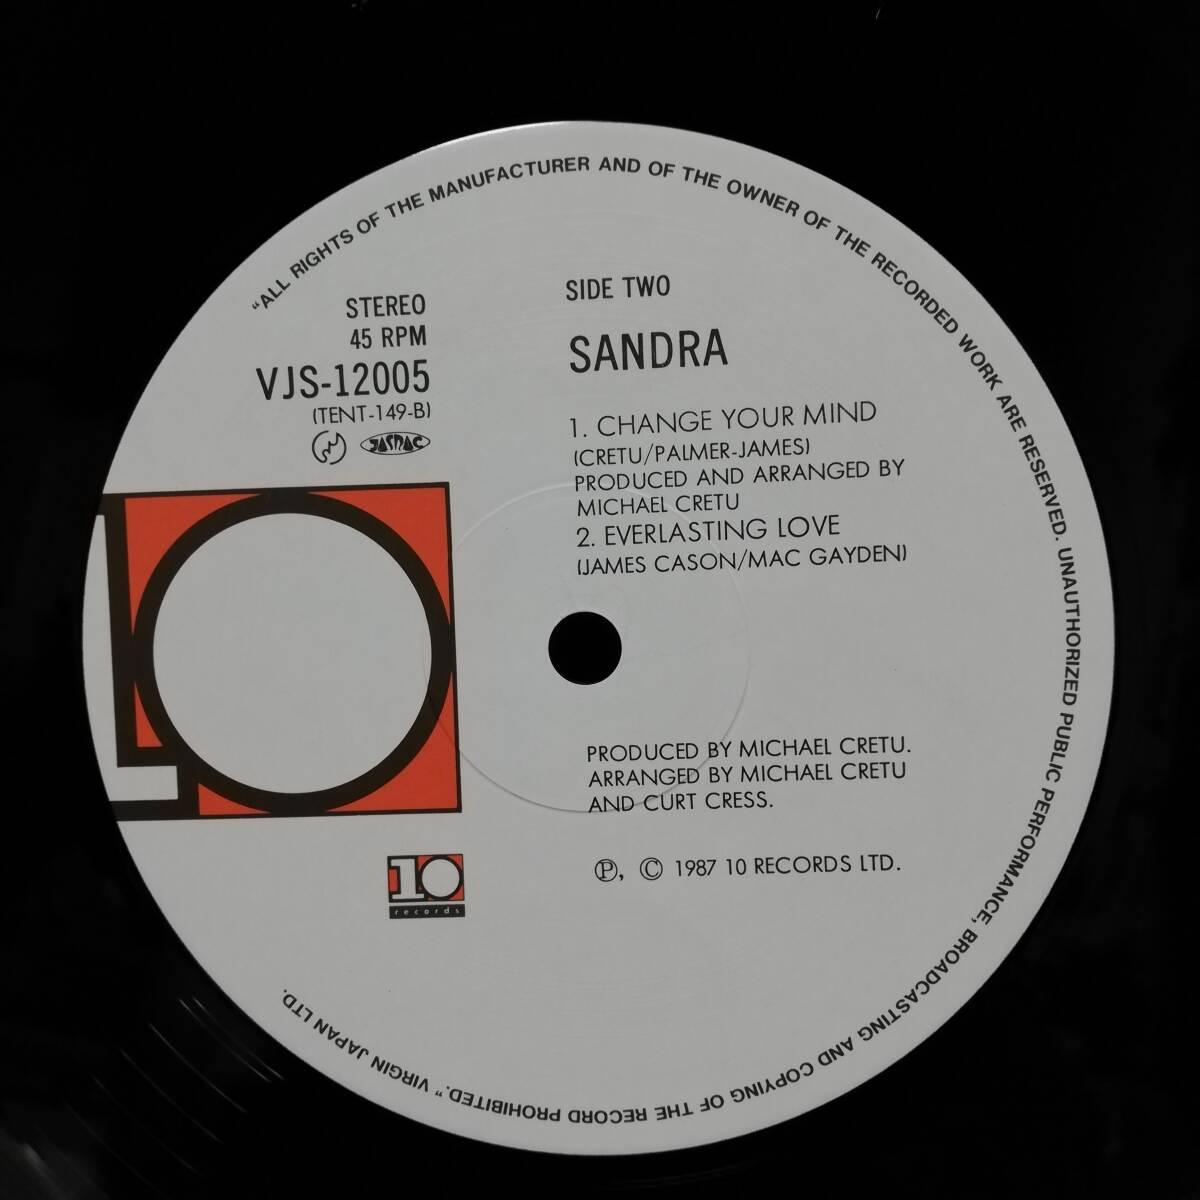 "ALL RIGHTS OF THE MANUFACTURER AND OF THE OWNER OF THE RECORDED WORK ARE RESERVED. UNAUTHORIZED PUBLIC PERFORMANCE, BROADCASTING AND COPYING OF THE RECORD PROHIBITED." VIRGIN JAPAN LTD.
STEREO
45 RPM
VJS-12005
(TENT-149-B)
JASRAC
SIDE TWO
SANDRA
1. CHANGE YOUR MIND
(CRETU/PALMER-JAMES)
PRODUCED AND ARRANGED BY
MICHAEL CRETU
2. EVERLASTING LOVE
(JAMES CASON/MAC GAYDEN)
PRODUCED BY MICHAEL CRETU.
ARRANGED BY MICHAEL CRETU
AND CURT CRESS.
Ⓟ, © 1987 10 RECORDS LTD.
10
10
records